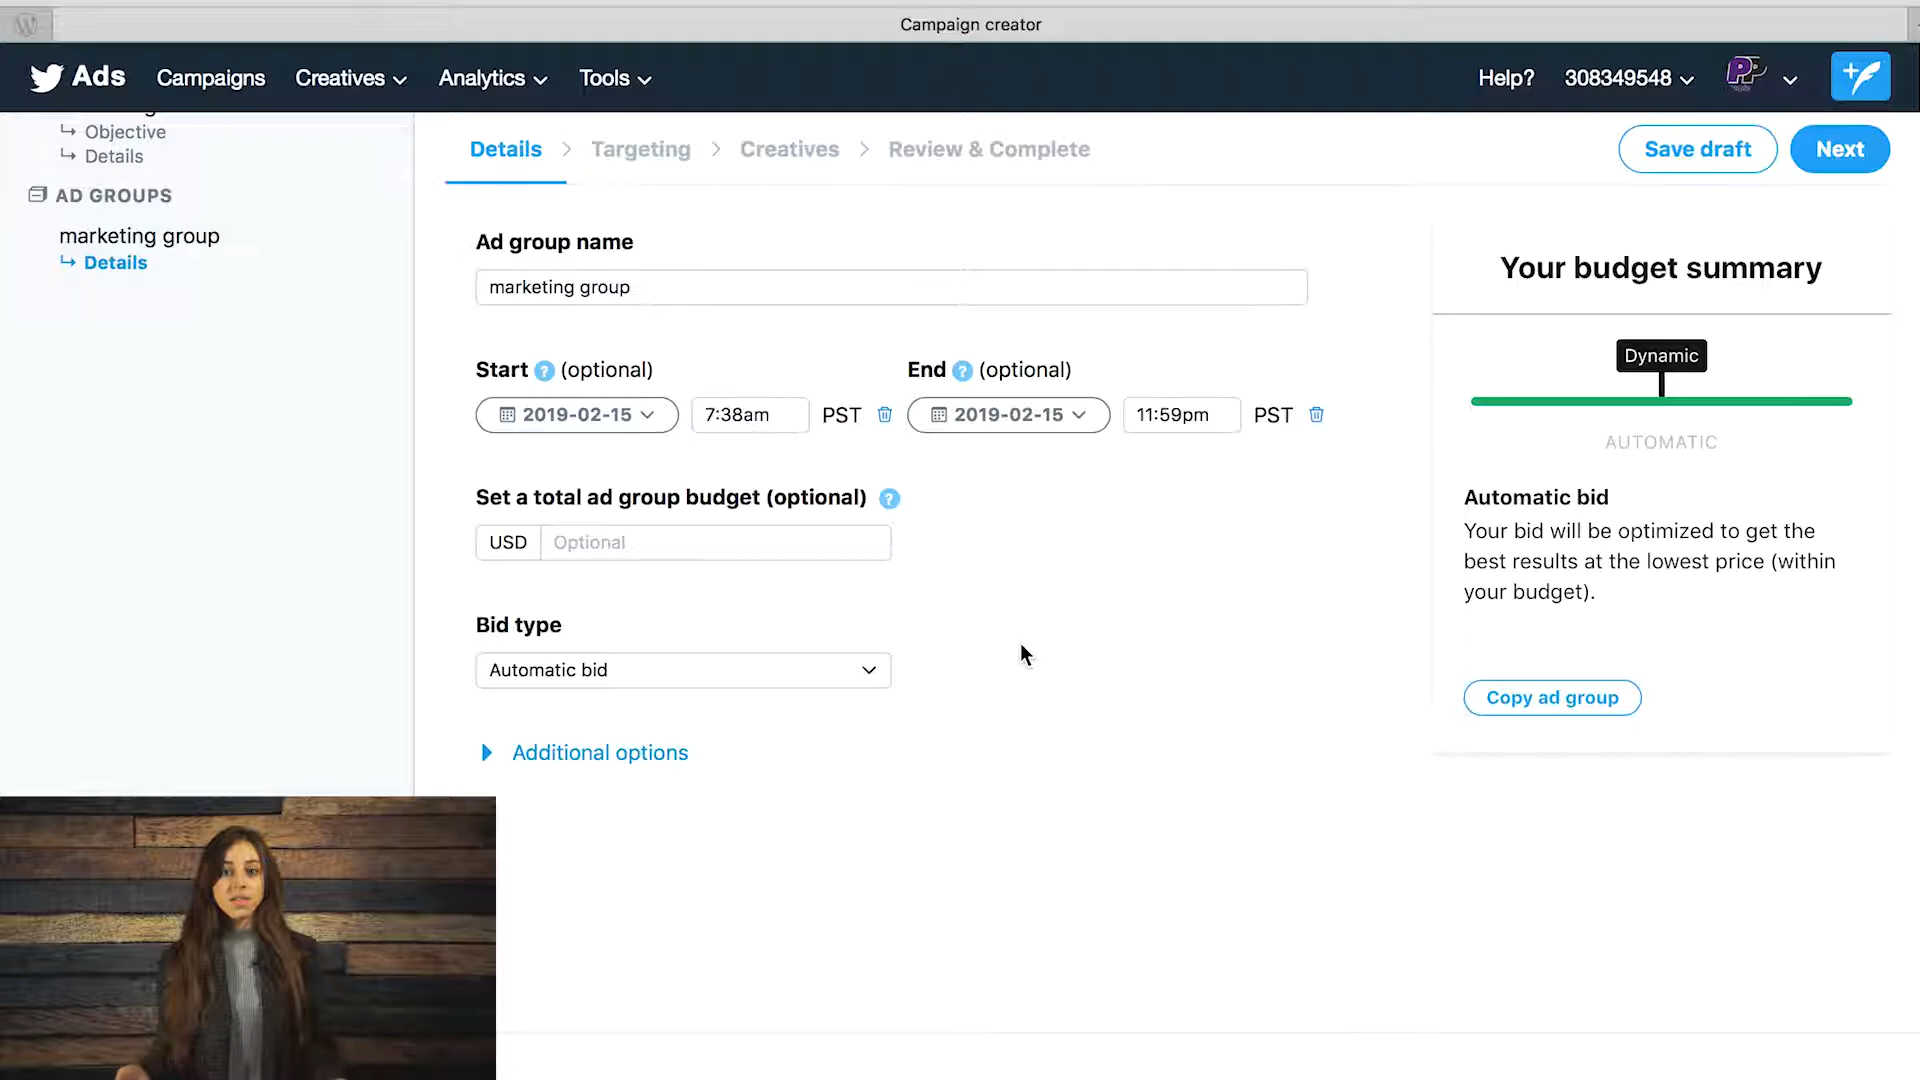 Campaign creator
Ads Campaigns Creatives Analytics Tools Help? 308349548
Objective
Details
AD GROUPS
marketing group
Details
Details > Targeting > Creatives > Review & Complete
Save draft Next
Ad group name
marketing group
Start ? (optional) End ? (optional)
2019-02-15 7:38am PST 2019-02-15 11:59pm PST
Set a total ad group budget (optional) ?
USD Optional
Bid type
Automatic bid
Additional options
Your budget summary
Dynamic
AUTOMATIC
Automatic bid
Your bid will be optimized to get the
best results at the lowest price (within
your budget).
Copy ad group